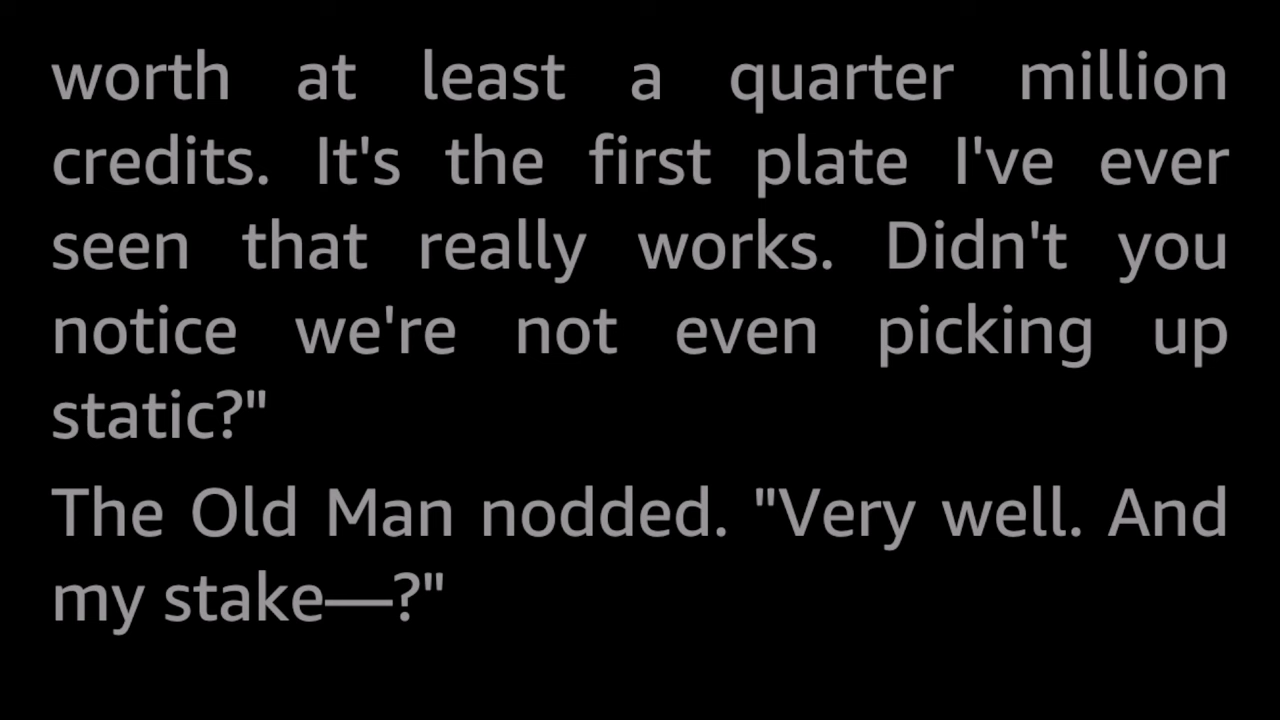 worth at least a quarter million
credits. It's the first plate I've ever
seen that really works. Didn't you
notice we're not even picking up
static?"
The Old Man nodded. "Very well. And
my stake—?"